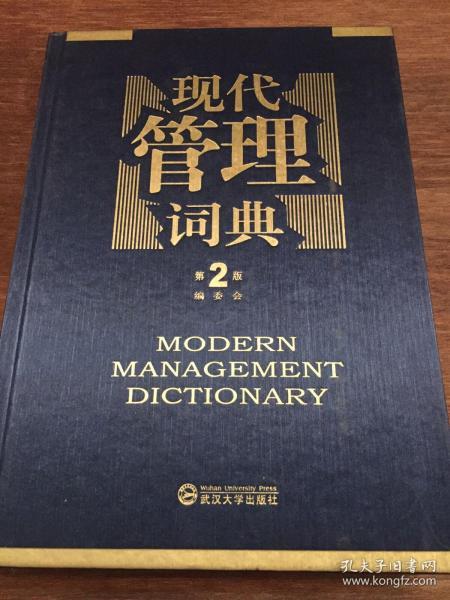 现代
管理
词典
第2版
编委会
MODERN
MANAGEMENT
DICTIONARY
Wuhan University Press
武汉大学出版社
孔夫子旧书网
www.kongfz.com